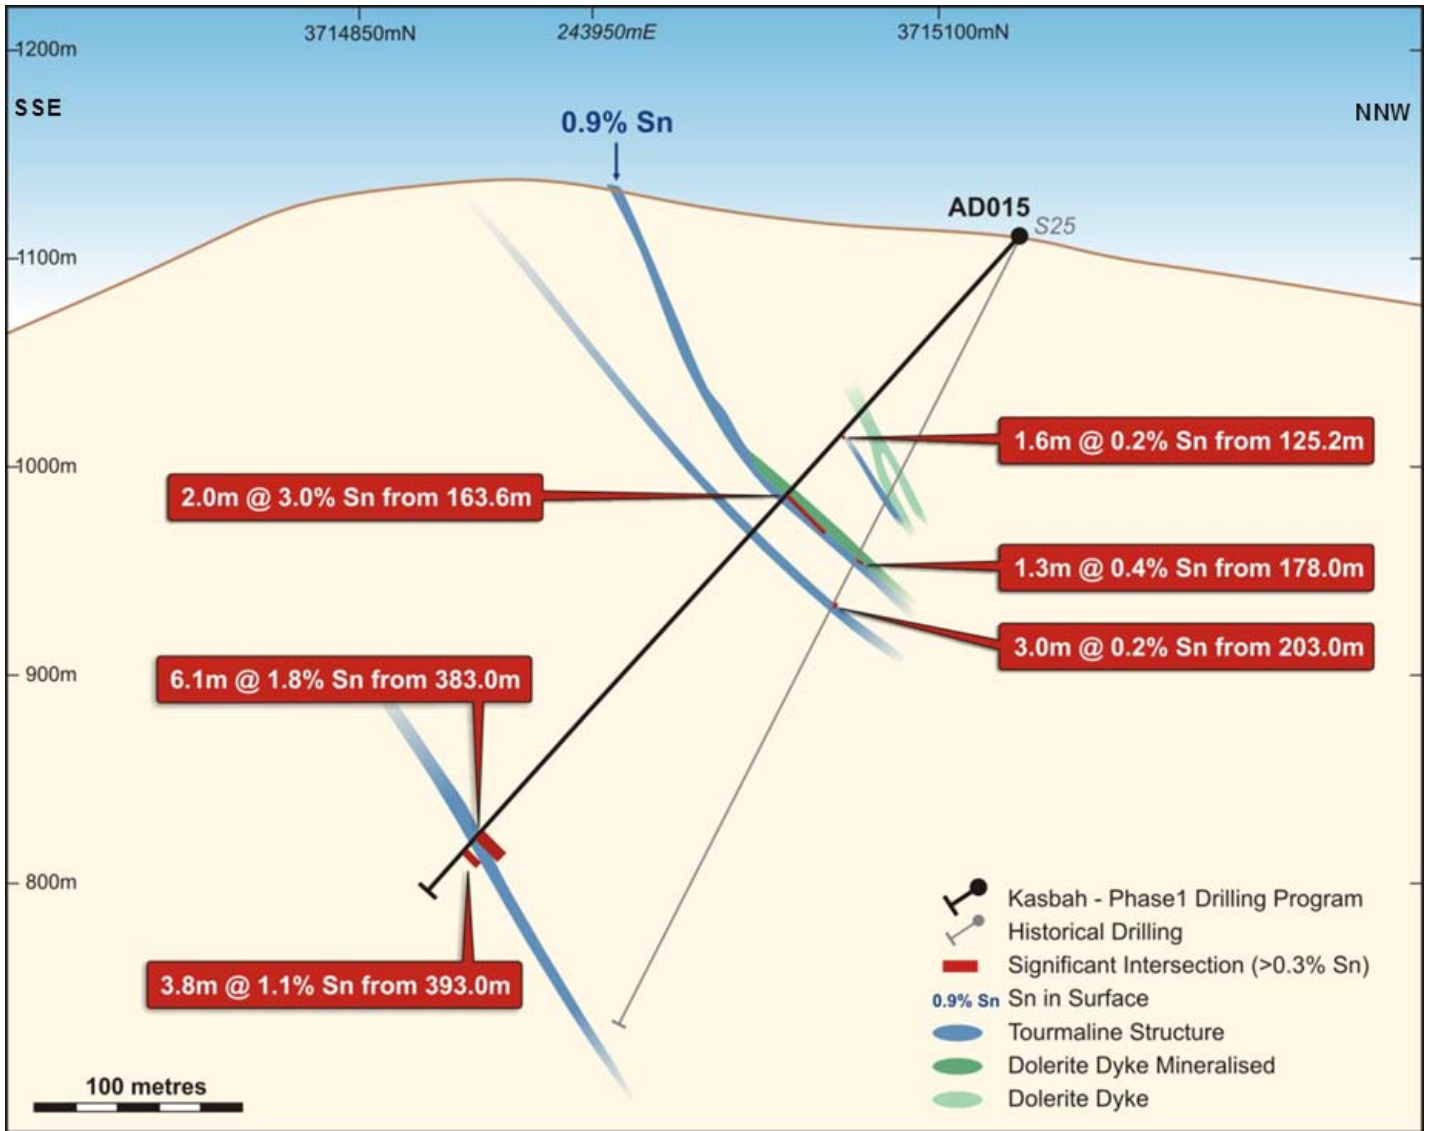 3714850mN 243950mE 3715100mN
1200m
SSE
NNW
0.9% Sn
AD015
S25
1100m
1.6m @ 0.2% Sn from 125.2m
1000m
2.0m @ 3.0% Sn from 163.6m
1.3m @ 0.4% Sn from 178.0m
3.0m @ 0.2% Sn from 203.0m
900m
6.1m @ 1.8% Sn from 383.0m
800m
3.8m @ 1.1% Sn from 393.0m
Kasbah - Phase1 Drilling Program
Historical Drilling
Significant Intersection (>0.3% Sn)
0.9% Sn Sn in Surface
Tourmaline Structure
Dolerite Dyke Mineralised
Dolerite Dyke
100 metres